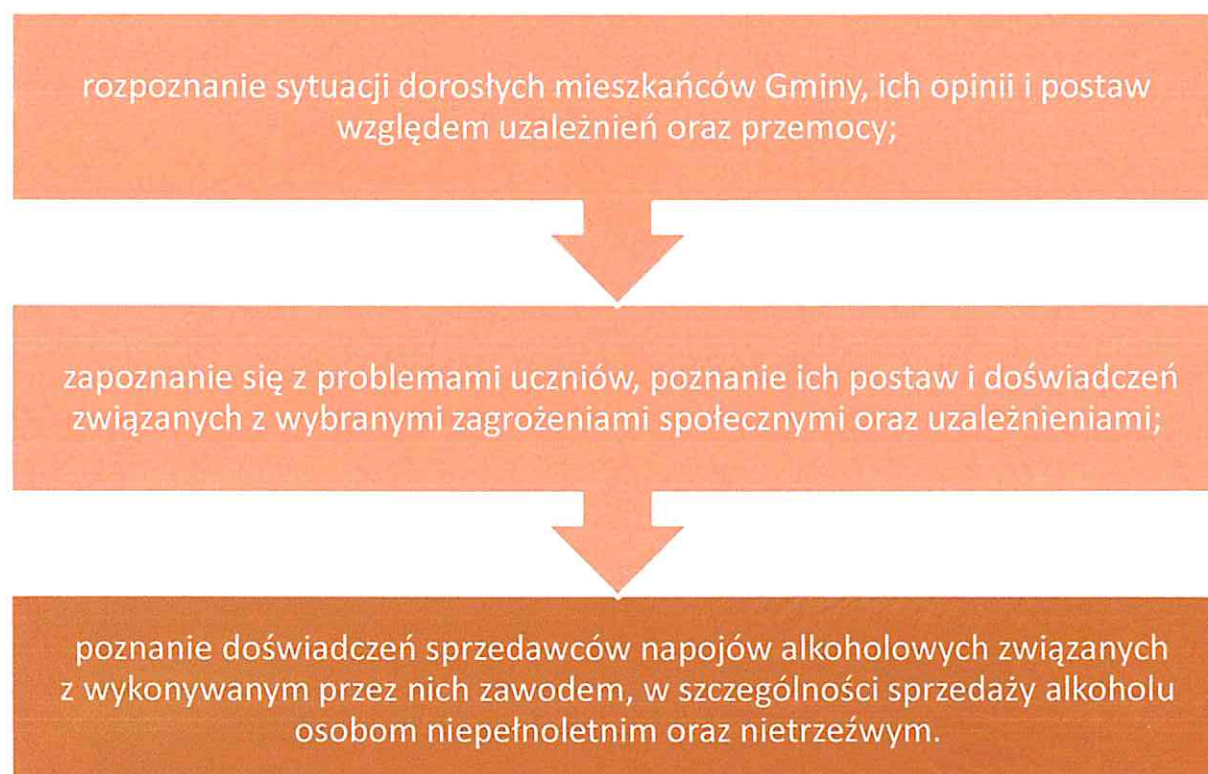 rozpoznanie sytuacji dorosłych mieszkańców Gminy, ich opinii i postaw
względem uzależnień oraz przemocy;
zapoznanie się z problemami uczniów, poznanie ich postaw i doświadczeń
związanych z wybranymi zagrożeniami społecznymi oraz uzależnieniami;
poznanie doświadczeń sprzedawców napojów alkoholowych związanych
z wykonywanym przez nich zawodem, w szczególności sprzedaży alkoholu
osobom niepełnoletnim oraz nietrzeźwym.